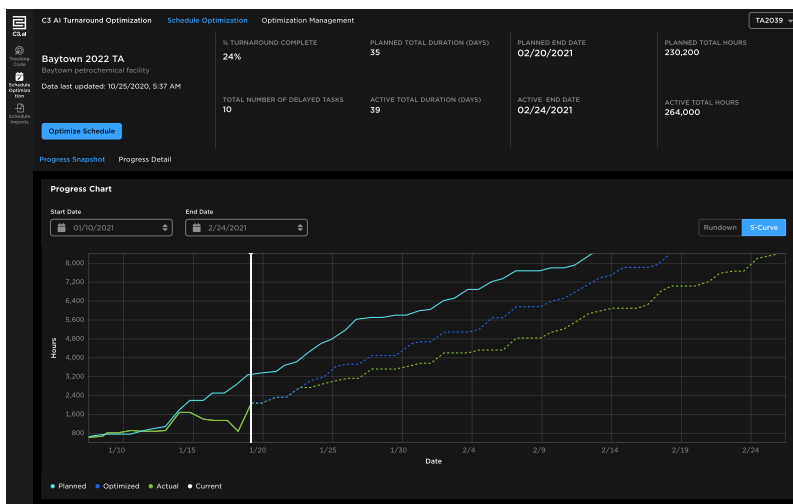 C3.ai
C3 AI Turnaround Optimization
Schedule Optimization
Optimization Management
TA2039
Tracking
Code
Schedule
Optimiza
tion
Schedule
Imports
Baytown 2022 TA
Baytown petrochemical facility
Data last updated: 10/25/2020, 5:37 AM
Optimize Schedule
% TURNAROUND COMPLETE
24%
PLANNED TOTAL DURATION (DAYS)
35
PLANNED END DATE
02/20/2021
PLANNED TOTAL HOURS
230,200
TOTAL NUMBER OF DELAYED TASKS
10
ACTIVE TOTAL DURATION (DAYS)
39
ACTIVE END DATE
02/24/2021
ACTIVE TOTAL HOURS
264,000
Progress Snapshot
Progress Detail
Progress Chart
Start Date
01/10/2021
End Date
2/24/2021
Rundown
S-Curve
8,000
7,200
6,400
5,600
4,800
4,000
3,200
2,400
1,600
800
Hours
1/10
1/15
1/20
1/25
1/30
2/4
2/9
2/14
2/19
2/24
Date
Planned
Optimized
Actual
Current